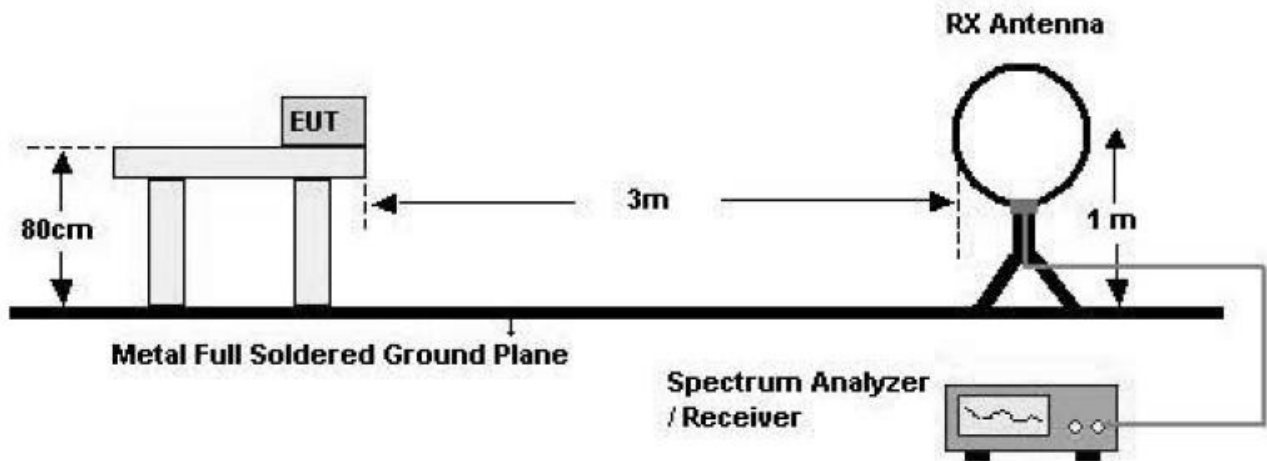 RX Antenna
EUT
80cm
3m
1 m
Metal Full Soldered Ground Plane
Spectrum Analyzer
/ Receiver